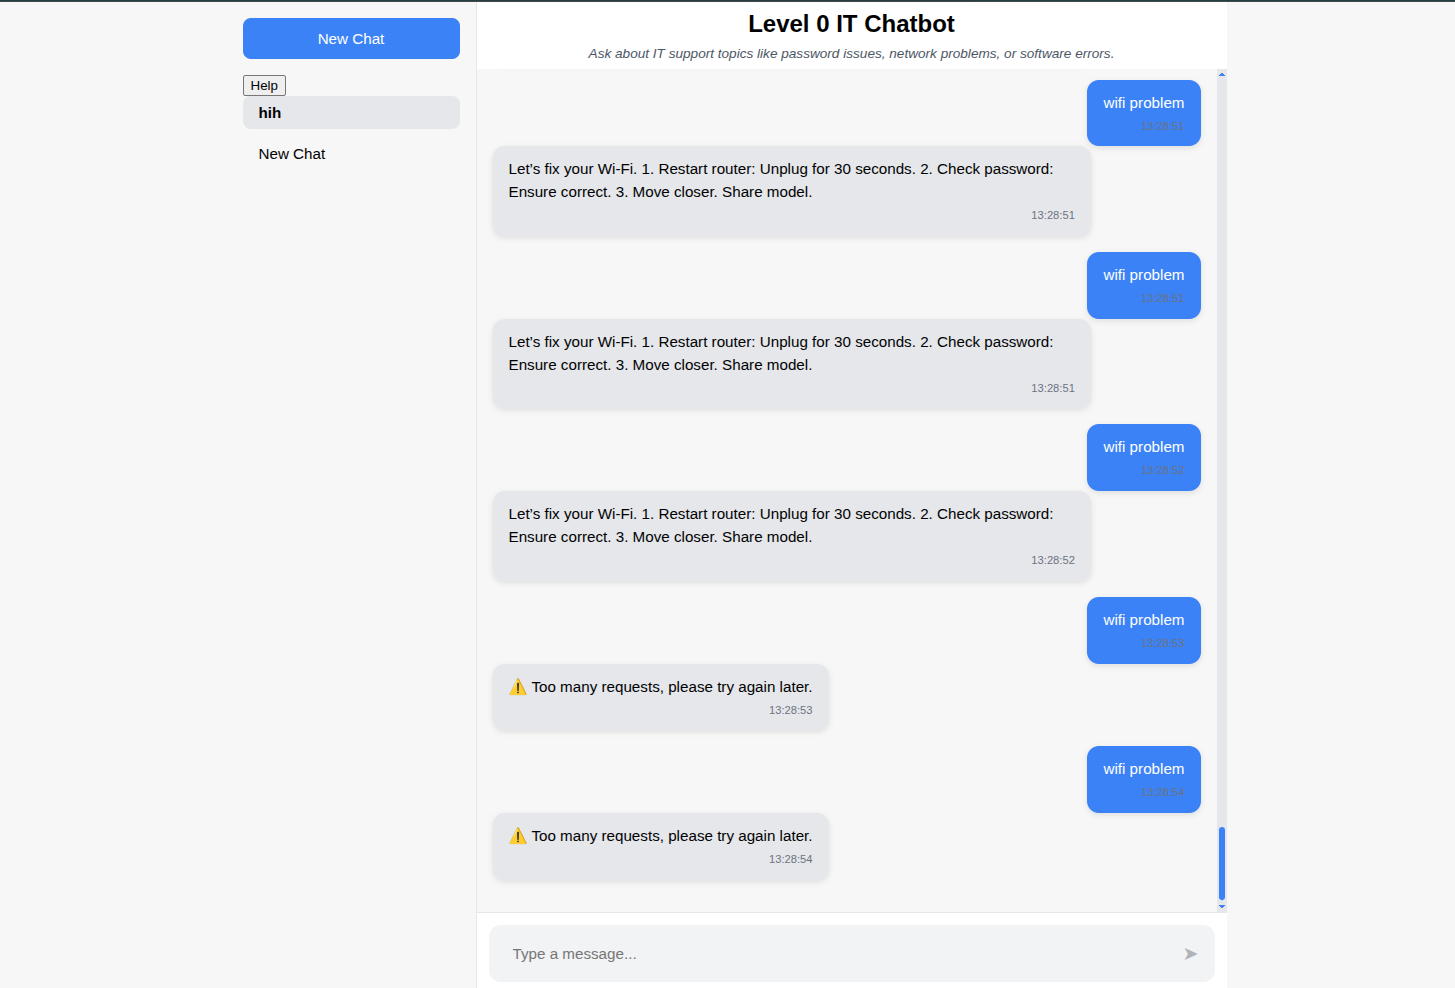 New Chat
Help
hih
New Chat
Level 0 IT Chatbot
Ask about IT support topics like password issues, network problems, or software errors.
wifi problem
13:28:51
Let's fix your Wi-Fi. 1. Restart router: Unplug for 30 seconds. 2. Check password:
Ensure correct. 3. Move closer. Share model.
13:28:51
wifi problem
13:28:51
Let's fix your Wi-Fi. 1. Restart router: Unplug for 30 seconds. 2. Check password:
Ensure correct. 3. Move closer. Share model.
13:28:51
wifi problem
13:28:52
Let's fix your Wi-Fi. 1. Restart router: Unplug for 30 seconds. 2. Check password:
Ensure correct. 3. Move closer. Share model.
13:28:52
wifi problem
13:28:53
⚠️ Too many requests, please try again later.
13:28:53
wifi problem
13:28:54
⚠️ Too many requests, please try again later.
13:28:54
Type a message...